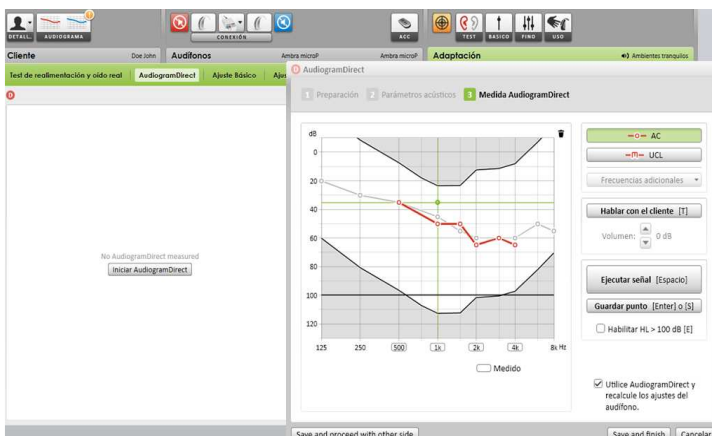 DETALL.. AUDIOGRAMA CONEXIÓN ACC TEST BASICO FINO USO
Cliente Doe John Audífonos Ambra microP Ambra microP Adaptación Ambientes tranquilos
Test de realimentación y oído real AudiogramDirect Ajuste Básico Ajus
D AudiogramDirect
1 Preparación 2 Parámetros acústicos 3 Medida AudiogramDirect
D
dB
0
20
40
60
80
100
120
125 250 500 1k 2k 4k 8k Hz
Medido
No AudiogramDirect measured
Iniciar AudiogramDirect
AC
UCL
Frecuencias adicionales
Hablar con el cliente [T]
Volumen: 0 dB
Ejecutar señal [Espacio]
Guardar punto [Enter] o [S]
Habilitar HL > 100 dB [E]
Utilice AudiogramDirect y
recalcule los ajustes del
audífono.
Save and proceed with other side Save and finish Cancelar